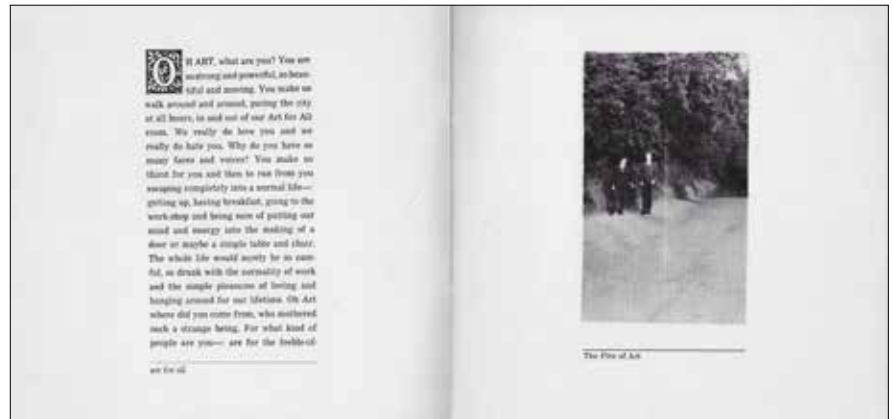 OH ART, what are you? You are
so strong and powerful, so beau-
tiful and moving. You make us
walk around and around, pacing the city
at all hours, in and out of our Art for All
room. We really do love you and we
really do hate you. Why do you have so
many faces and voices? You make us
thirst for you and then to run from you
escaping completely into a normal life—
getting up, having breakfast, going to the
work-shop and being sure of putting our
mind and energy into the making of a
door or maybe a simple table and chair.
The whole life would surely be so ease-
ful, so drunk with the normality of work
and the simple pleasures of loving and
hanging around for our lifetime. Oh Art
where did you come from, who mothered
such a strange being. For what kind of
people are you— are for the feeble-of-
art for all
The of Art